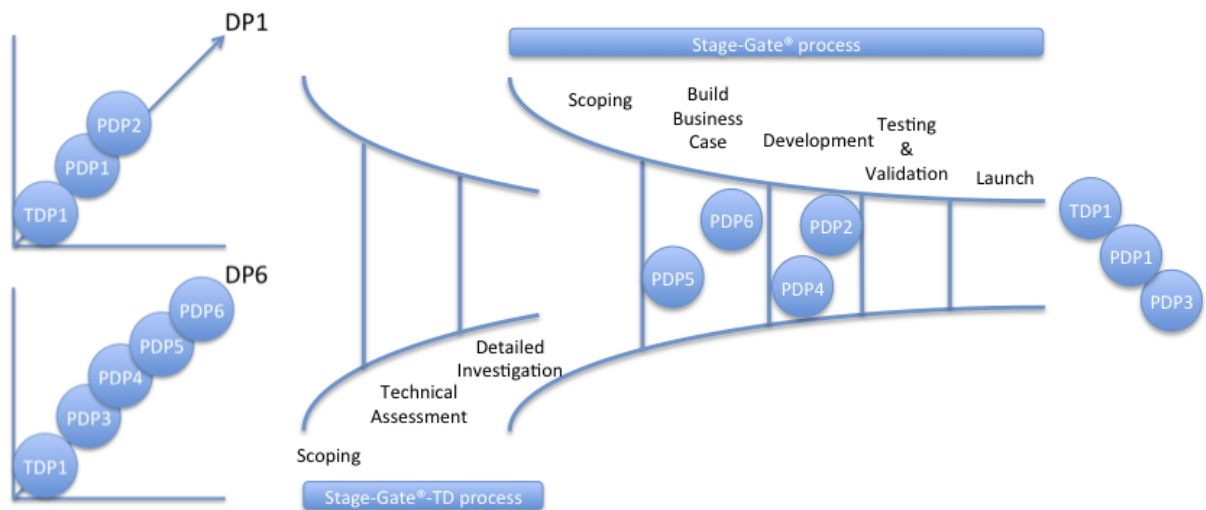 DP1
PDP2
PDP1
TDP1
DP6
PDP6
PDP5
PDP4
PDP3
TDP1
Stage-Gate® process
Scoping
Build
Business
Case
Development
Testing
&
Validation
Launch
PDP6
PDP2
PDP5
PDP4
TDP1
PDP1
PDP3
Detailed
Investigation
Technical
Assessment
Scoping
Stage-Gate®-TD process